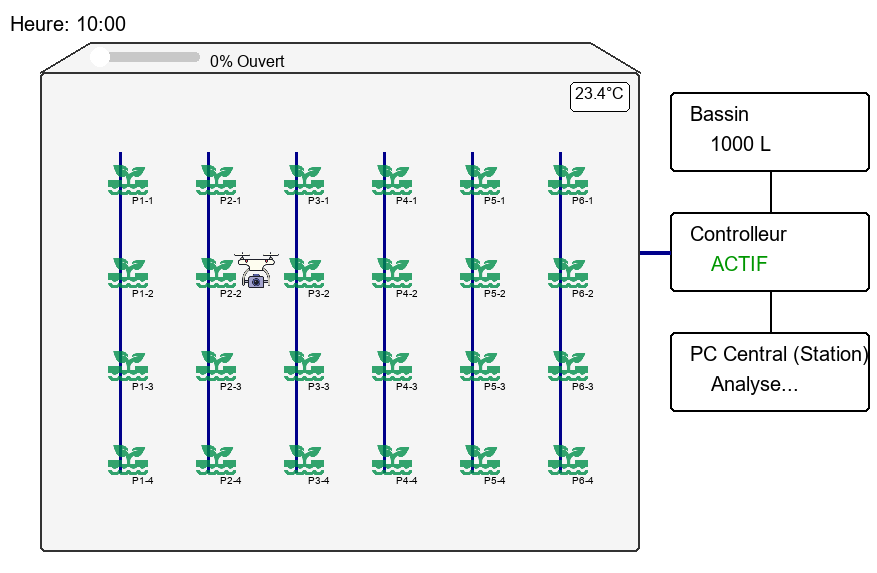 Heure: 10:00
0% Ouvert
23.4°C
Bassin
1000 L
P1-1 P2-1 P3-1 P4-1 P5-1 P6-1
Controlleur
ACTIF
P1-2 P2-2 P3-2 P4-2 P5-2 P6-2
PC Central (Station)
Analyse...
P1-3 P2-3 P3-3 P4-3 P5-3 P6-3
P1-4 P2-4 P3-4 P4-4 P5-4 P6-4